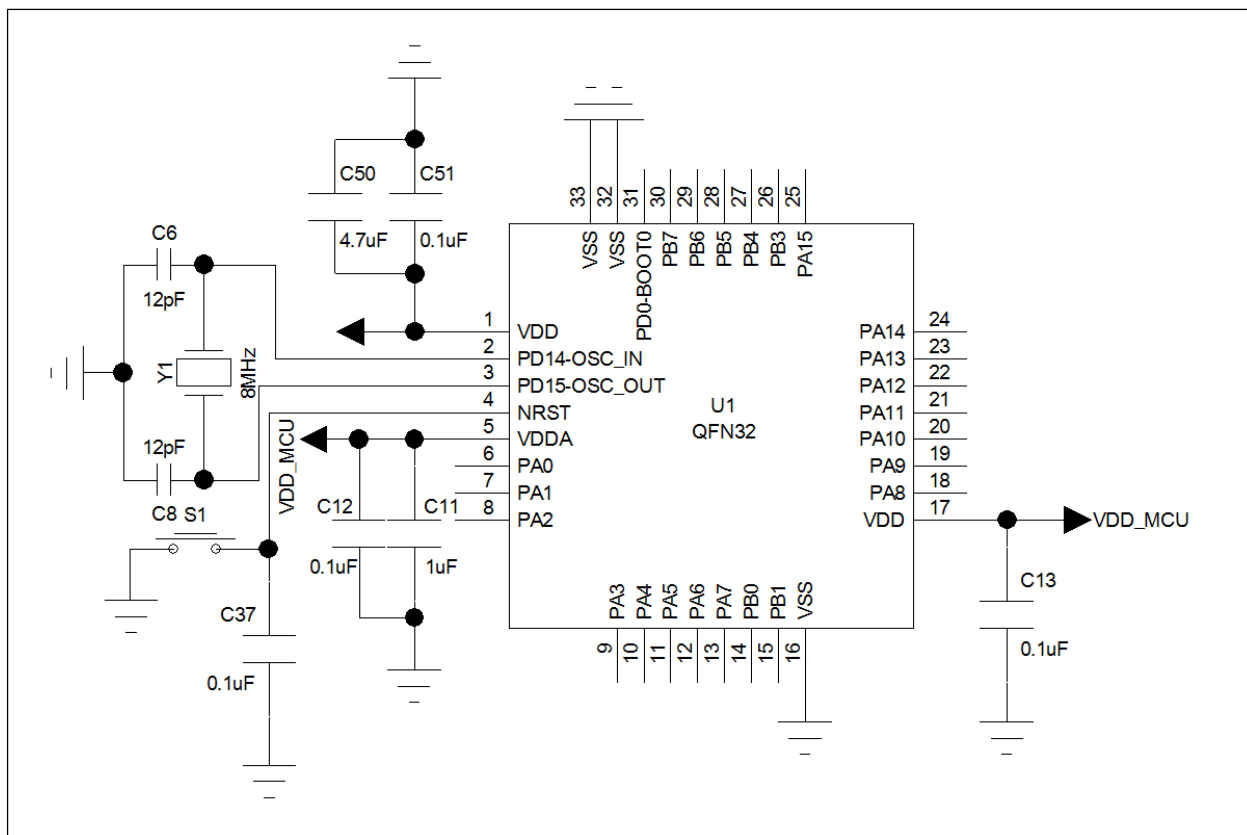 C50
C51
4.7uF
0.1uF
C6
12pF
Y1
8MHz
12pF
C8
S1
VDD_MCU
C12
C11
0.1uF
1uF
C37
0.1uF
33
32
31
30
29
28
27
26
25
VSS
VSS
PD0-BOOT0
PB7
PB6
PB5
PB4
PB3
PA15
1 VDD
2 PD14-OSC_IN
3 PD15-OSC_OUT
4 NRST
5 VDDA
6 PA0
7 PA1
8 PA2
U1
QFN32
PA14 24
PA13 23
PA12 22
PA11 21
PA10 20
PA9 19
PA8 18
VDD 17
VDD_MCU
C13
0.1uF
PA3
PA4
PA5
PA6
PA7
PB0
PB1
VSS
9
10
11
12
13
14
15
16